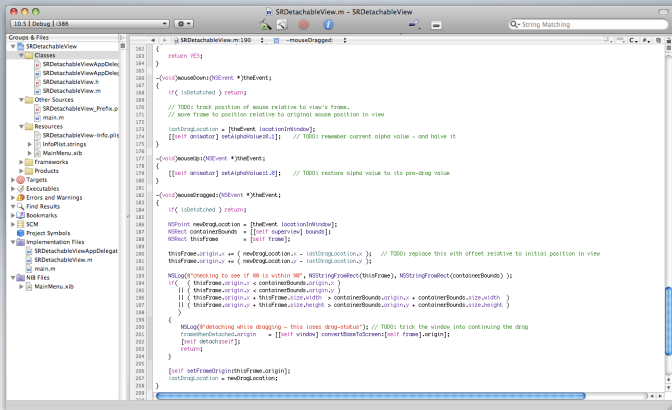 SRDetachableView.m – SRDetachableView
10.5 | Debug | i386
String Matching
Groups & Files
SRDetachableView
Classes
SRDetachableViewAppDeleg
SRDetachableViewAppDeleg
SRDetachableView.h
SRDetachableView.m
Other Sources
SRDetachableView_Prefix.p
main.m
Resources
SRDetachableView-Info.plis
InfoPlist.strings
MainMenu.xib
Frameworks
Products
Targets
Executables
Errors and Warnings
Find Results
Bookmarks
SCM
Project Symbols
Implementation Files
SRDetachableViewAppDelegat
SRDetachableView.m
main.m
NIB Files
MainMenu.xib
SRDetachableView.m:190
-mouseDragged:
162 {
163 return YES;
164 }
165
166 -(void)mouseDown:(NSEvent *)theEvent;
167 {
168 if( isDetached ) return;
169
170 // TODO: track position of mouse relative to view's frame.
171 // move frame to position relative to original mouse position in view
172
173 lastDragLocation = [theEvent locationInWindow];
174 [[self animator] setAlphaValue:0.1]; // TODO: remember current alpha value - and halve it
175 }
176
177 -(void)mouseUp:(NSEvent *)theEvent;
178 {
179 [[self animator] setAlphaValue:1.0]; // TODO: restore alpha value to its pre-drag value
180 }
181
182 -(void)mouseDragged:(NSEvent *)theEvent;
183 {
184 if( isDetached ) return;
185
186 NSPoint newDragLocation = [theEvent locationInWindow];
187 NSRect containerBounds = [[self superview] bounds];
188 NSRect thisFrame = [self frame];
189
190 thisFrame.origin.x += ( newDragLocation.x - lastDragLocation.x ); // TODO: replace this with offset relative to initial position in view
191 thisFrame.origin.y += ( newDragLocation.y - lastDragLocation.y );
192
193 NSLog(@"checking to see if %@ is within %@", NSStringFromRect(thisFrame), NSStringFromRect(containerBounds) );
194 if( ( thisFrame.origin.x < containerBounds.origin.x )
195 || ( thisFrame.origin.y < containerBounds.origin.y )
196 || ( thisFrame.origin.x + thisFrame.size.width > containerBounds.origin.x + containerBounds.size.width )
197 || ( thisFrame.origin.y + thisFrame.size.height > containerBounds.origin.y + containerBounds.size.height )
198 )
199 {
200 NSLog(@"detaching while dragging - this loses drag-status"); // TODO: trick the window into continuing the drag
201 frameWhenDetached.origin = [[self window] convertBaseToScreen:[self frame].origin];
202 [self detach:self];
203 return;
204 }
205
206 [self setFrameOrigin:thisFrame.origin];
207 lastDragLocation = newDragLocation;
208 }
209